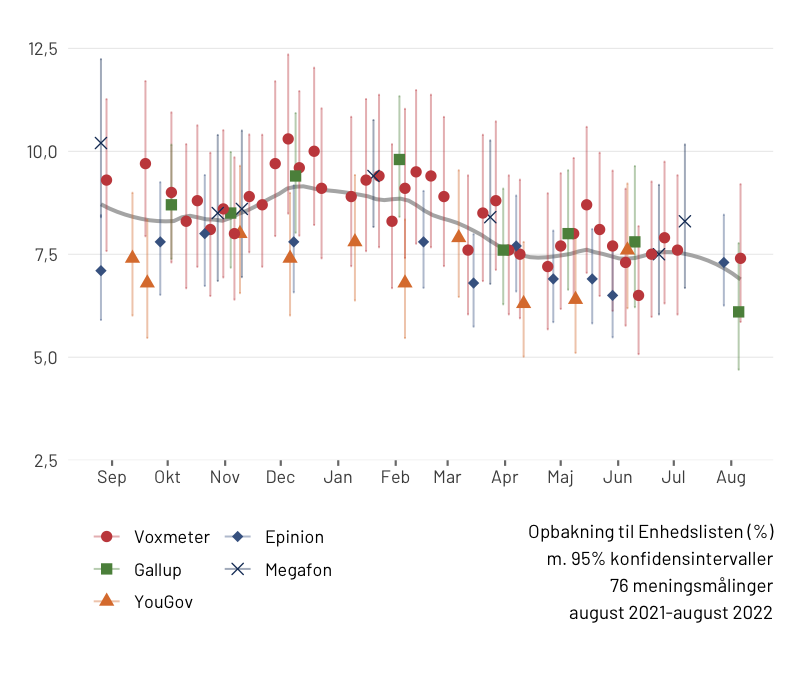 12,5
10,0
7,5
5,0
2,5
Sep Okt Nov Dec Jan Feb Mar Apr Maj Jun Jul Aug
Voxmeter Epinion
Gallup Megafon
YouGov
Opbakning til Enhedslisten (%)
m. 95% konfidensintervaller
76 meningsmålinger
august 2021-august 2022